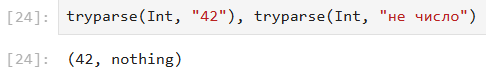 [24]: tryparse(Int, "42"), tryparse(Int, "не число")
[24]: (42, nothing)